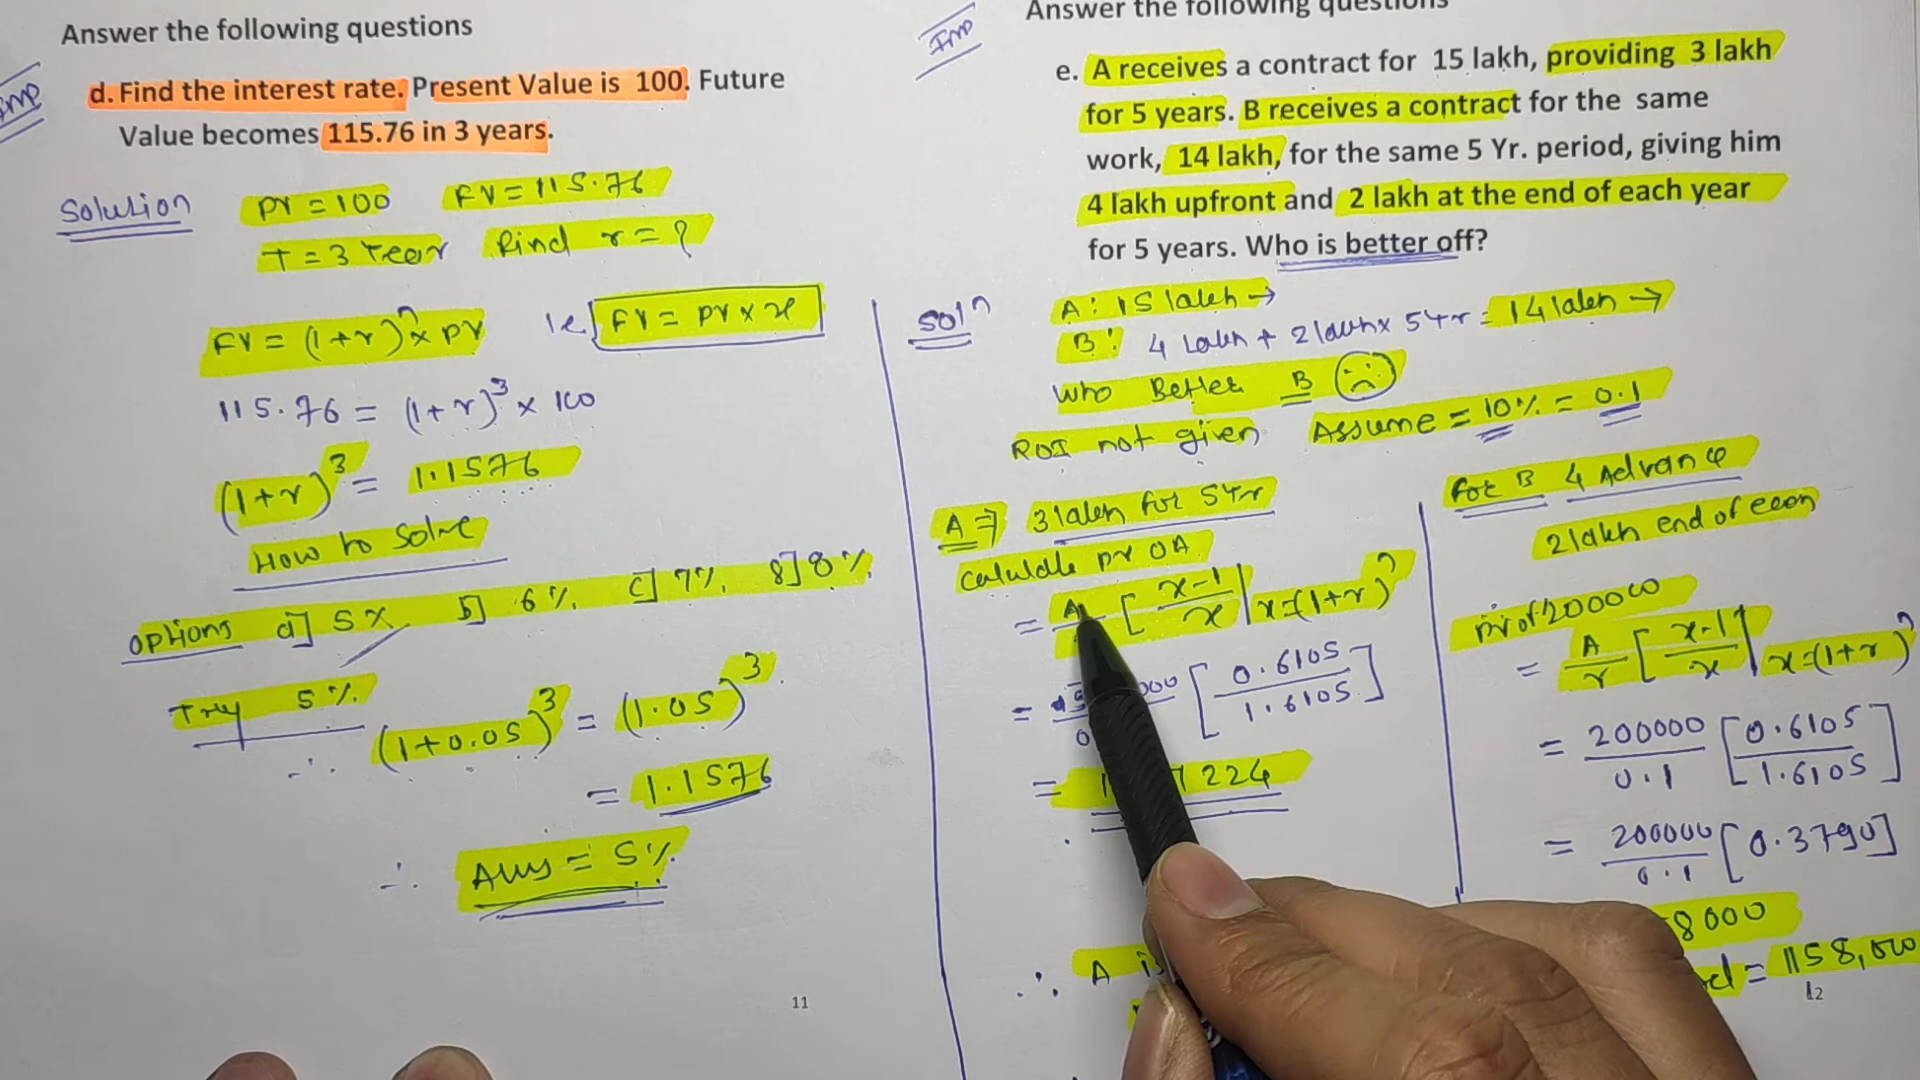 Answer the following questions
Imp
d. Find the interest rate. Present Value is 100. Future
Value becomes 115.76 in 3 years.
Solution
PV = 100 FV = 115.76
T = 3 Year Find r = ?
FV = (1+r)^n × PV ie FV = PV × x
115.76 = (1+r)^3 × 100
(1+r)^3 = 1.1576
How to solve
options a] 5% b] 6% c] 7% 8] 8%
Try 5%
∴ (1+0.05)^3 = (1.05)^3
= 1.1576
∴ Ans = 5%
11
Answer the following questions
Imp
e. A receives a contract for 15 lakh, providing 3 lakh
for 5 years. B receives a contract for the same
work, 14 lakh, for the same 5 Yr. period, giving him
4 lakh upfront and 2 lakh at the end of each year
for 5 years. Who is better off?
Soln
A: 15 lakh →
B: 4 lakh + 2 lakh × 5 Yr = 14 lakh →
Who Better B
ROI not given Assume = 10% = 0.1
A ⇒ 3 lakh for 5 Yr
Calculate PV OA
= A [ x-1 / x | x=(1+r)^n
= [ 0.6105 / 1.6105 ]
= 224
∴ A
For B 4 Advance
2 lakh end of
PV of 200000
= A/r [ x-1 / x | x=(1+r)^n
= 200000 / 0.1 [ 0.6105 / 1.6105 ]
= 200000 / 0.1 [ 0.3790 ]
8000
= 1158,000
12